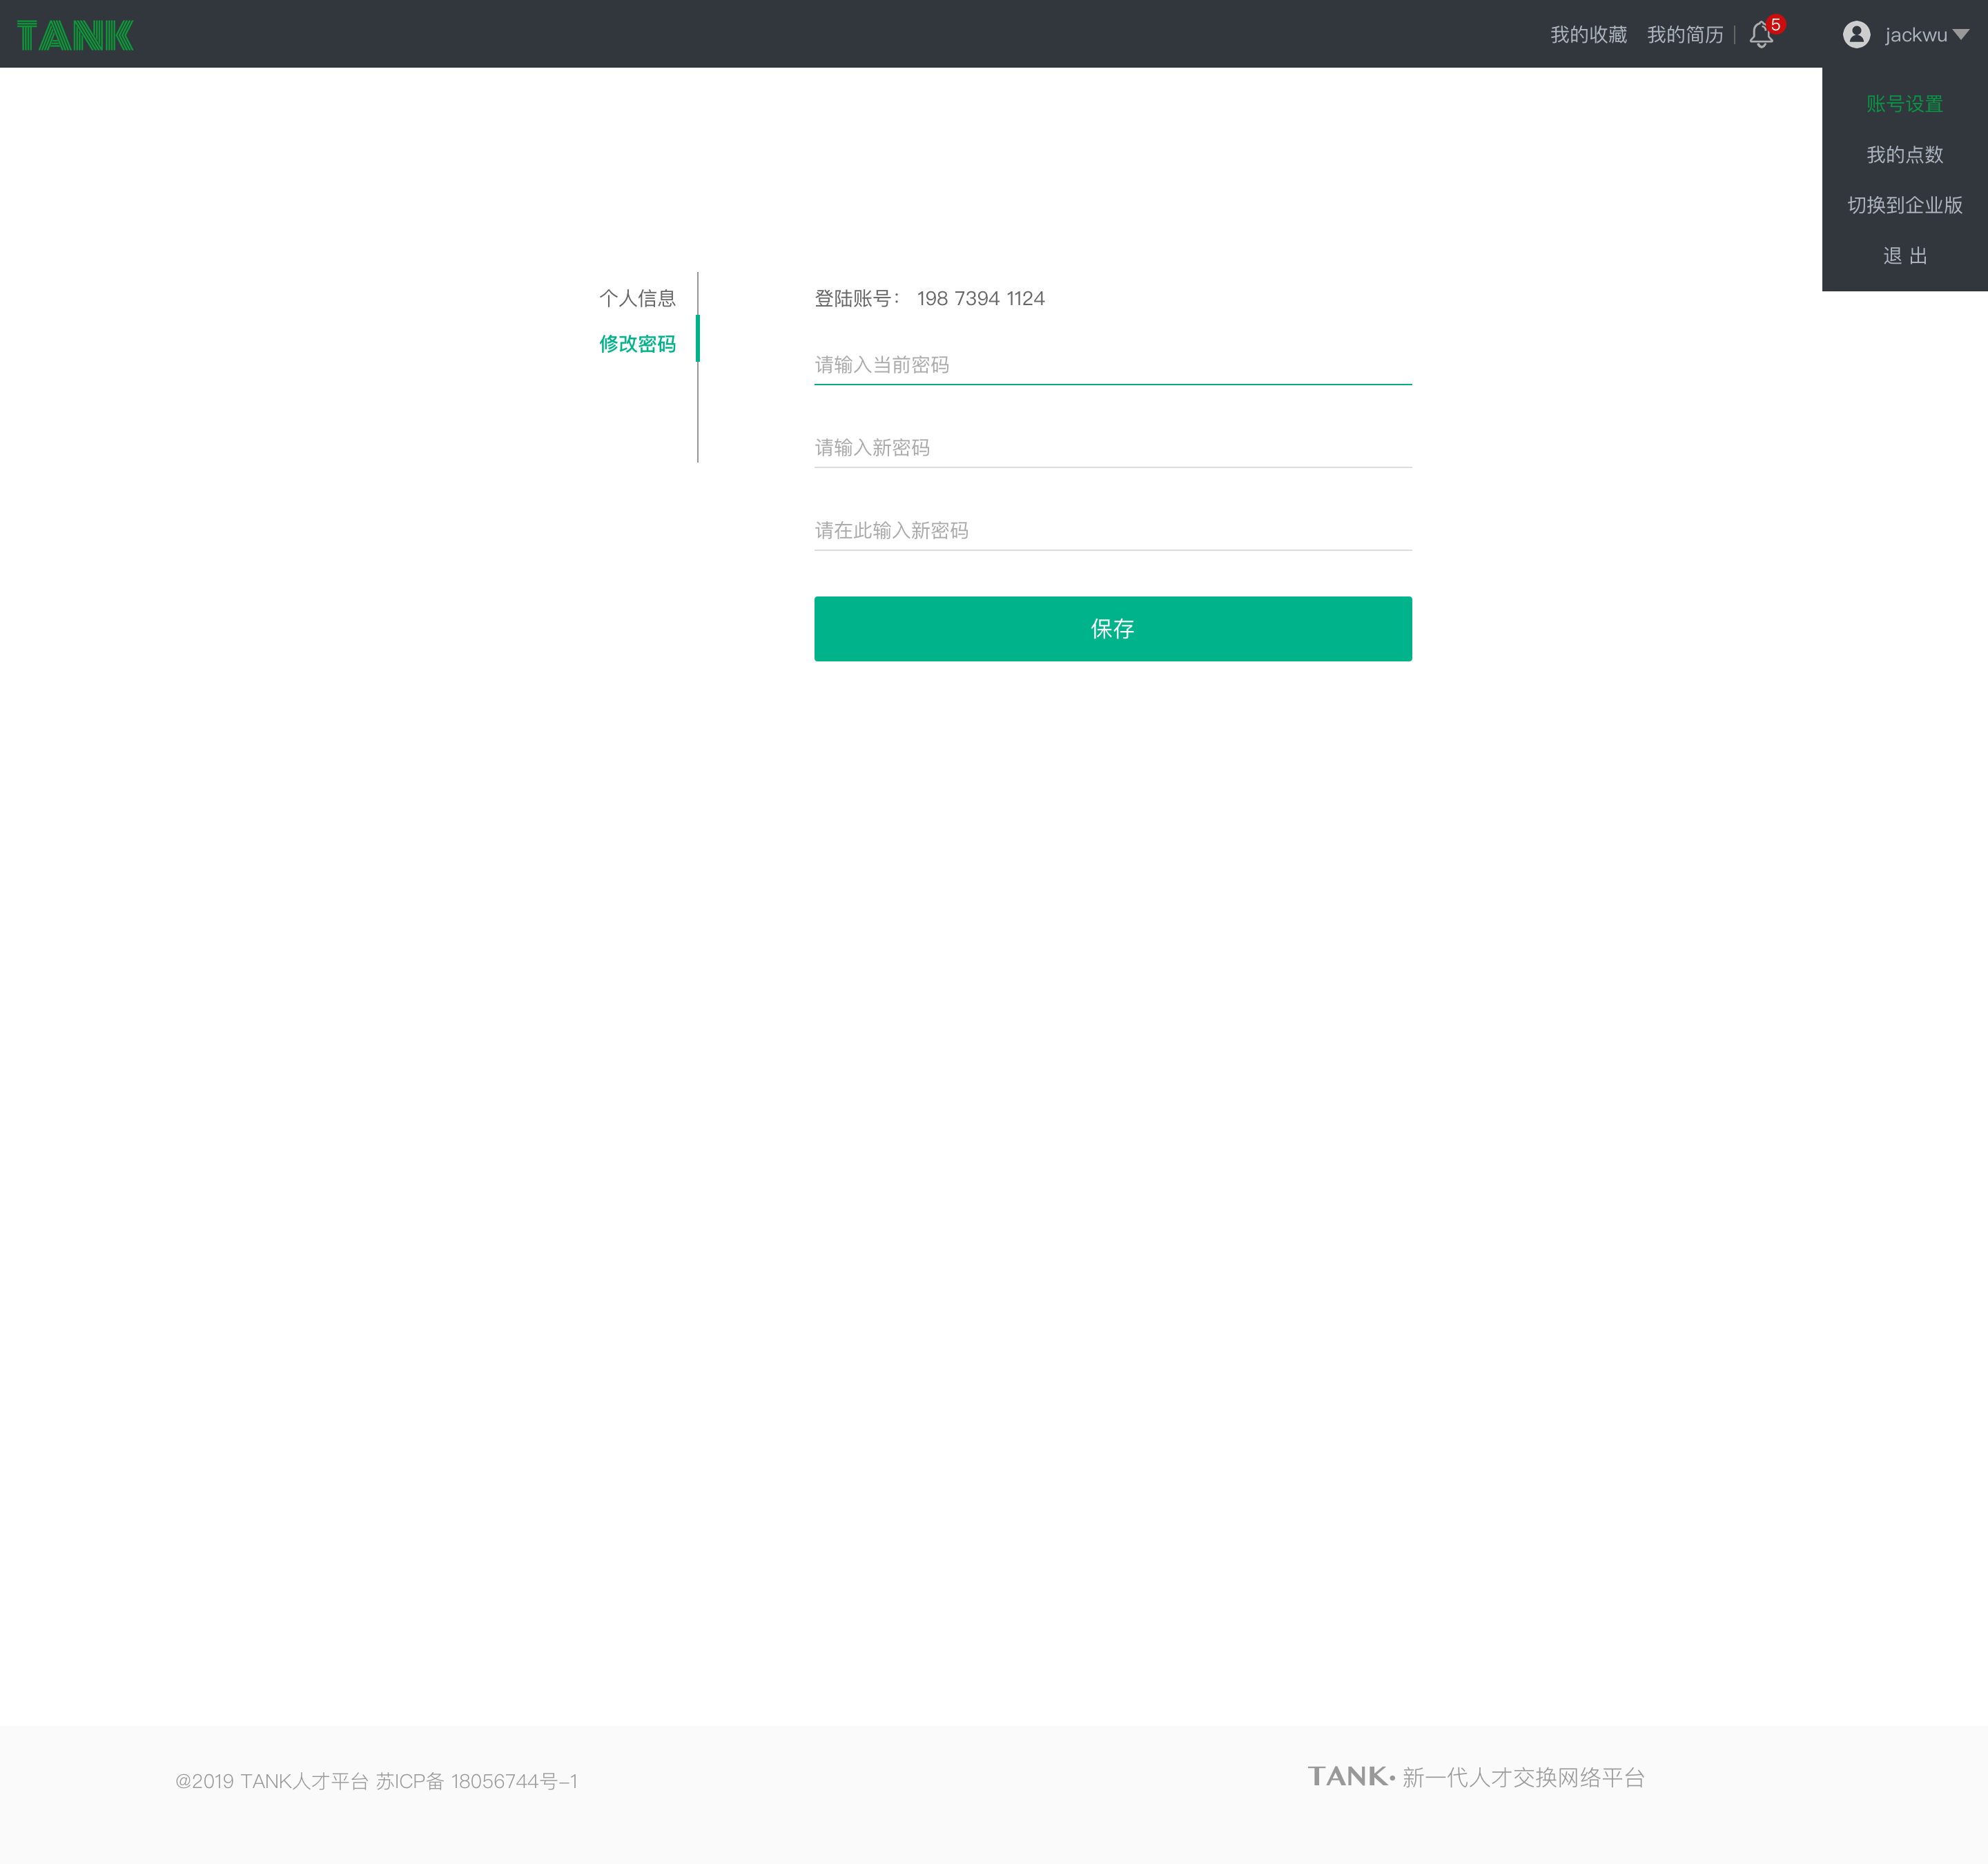 TANK
我的收藏 我的简历 5 jackwu
账号设置
我的点数
切换到企业版
退 出
个人信息
修改密码
登陆账号： 198 7394 1124
请输入当前密码
请输入新密码
请在此输入新密码
保存
@2019 TANK人才平台 苏ICP备 18056744号-1
TANK· 新一代人才交换网络平台